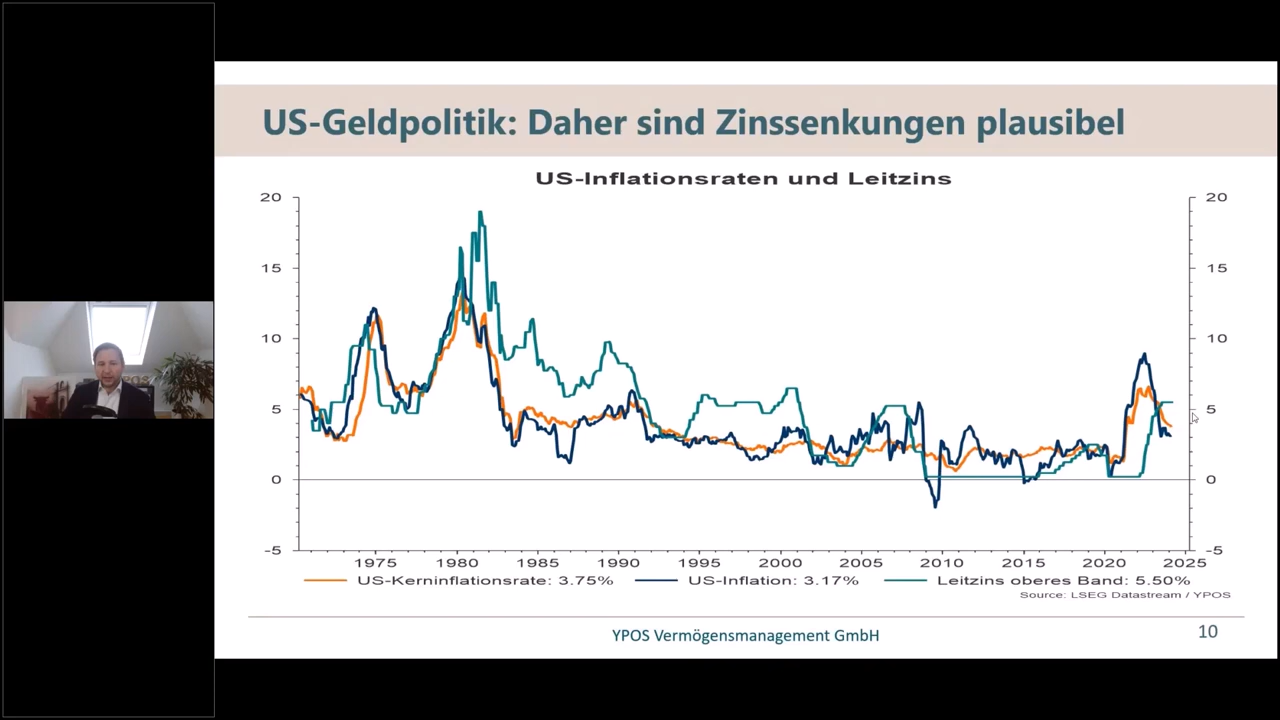 US-Geldpolitik: Daher sind Zinssenkungen plausibel
US-Inflationsraten und Leitzins
20 20
15 15
10 10
5 5
0 0
-5 -5
1975 1980 1985 1990 1995 2000 2005 2010 2015 2020 2025
US-Kerninflationsrate: 3.75% US-Inflation: 3.17% Leitzins oberes Band: 5.50%
Source: LSEG Datastream / YPOS
YPOS Vermögensmanagement GmbH
10